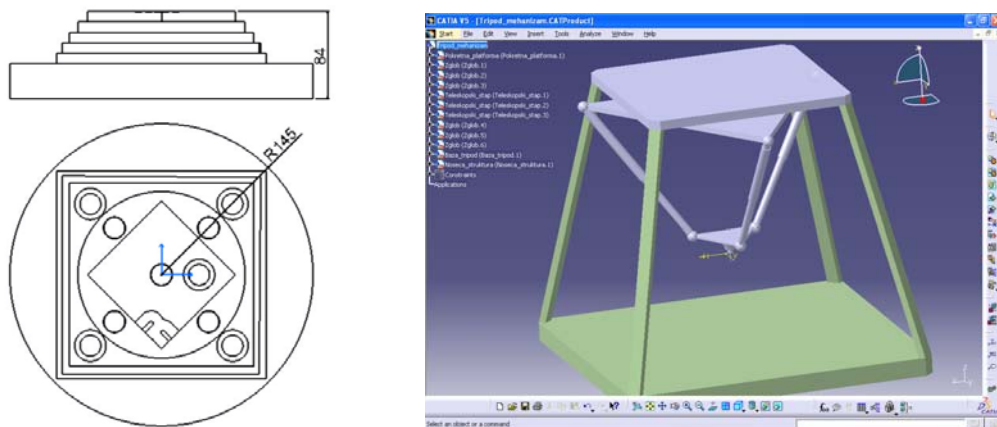 84
R145
CATIA V5 - [Tripod_mehanizam.CATProduct]
Start File Edit View Insert Tools Analyze Window Help
Tripod_mehanizam
Pokretna_platforma (Pokretna_platforma.1)
Zglob (Zglob.1)
Zglob (Zglob.2)
Zglob (Zglob.3)
Teleskopski_stap (Teleskopski_stap.1)
Teleskopski_stap (Teleskopski_stap.2)
Teleskopski_stap (Teleskopski_stap.3)
Zglob (Zglob.4)
Zglob (Zglob.5)
Zglob (Zglob.6)
Baza_tripod (Baza_tripod.1)
Noseca_struktura (Noseca_struktura.1)
Constraints
Applications
Select an object or a command